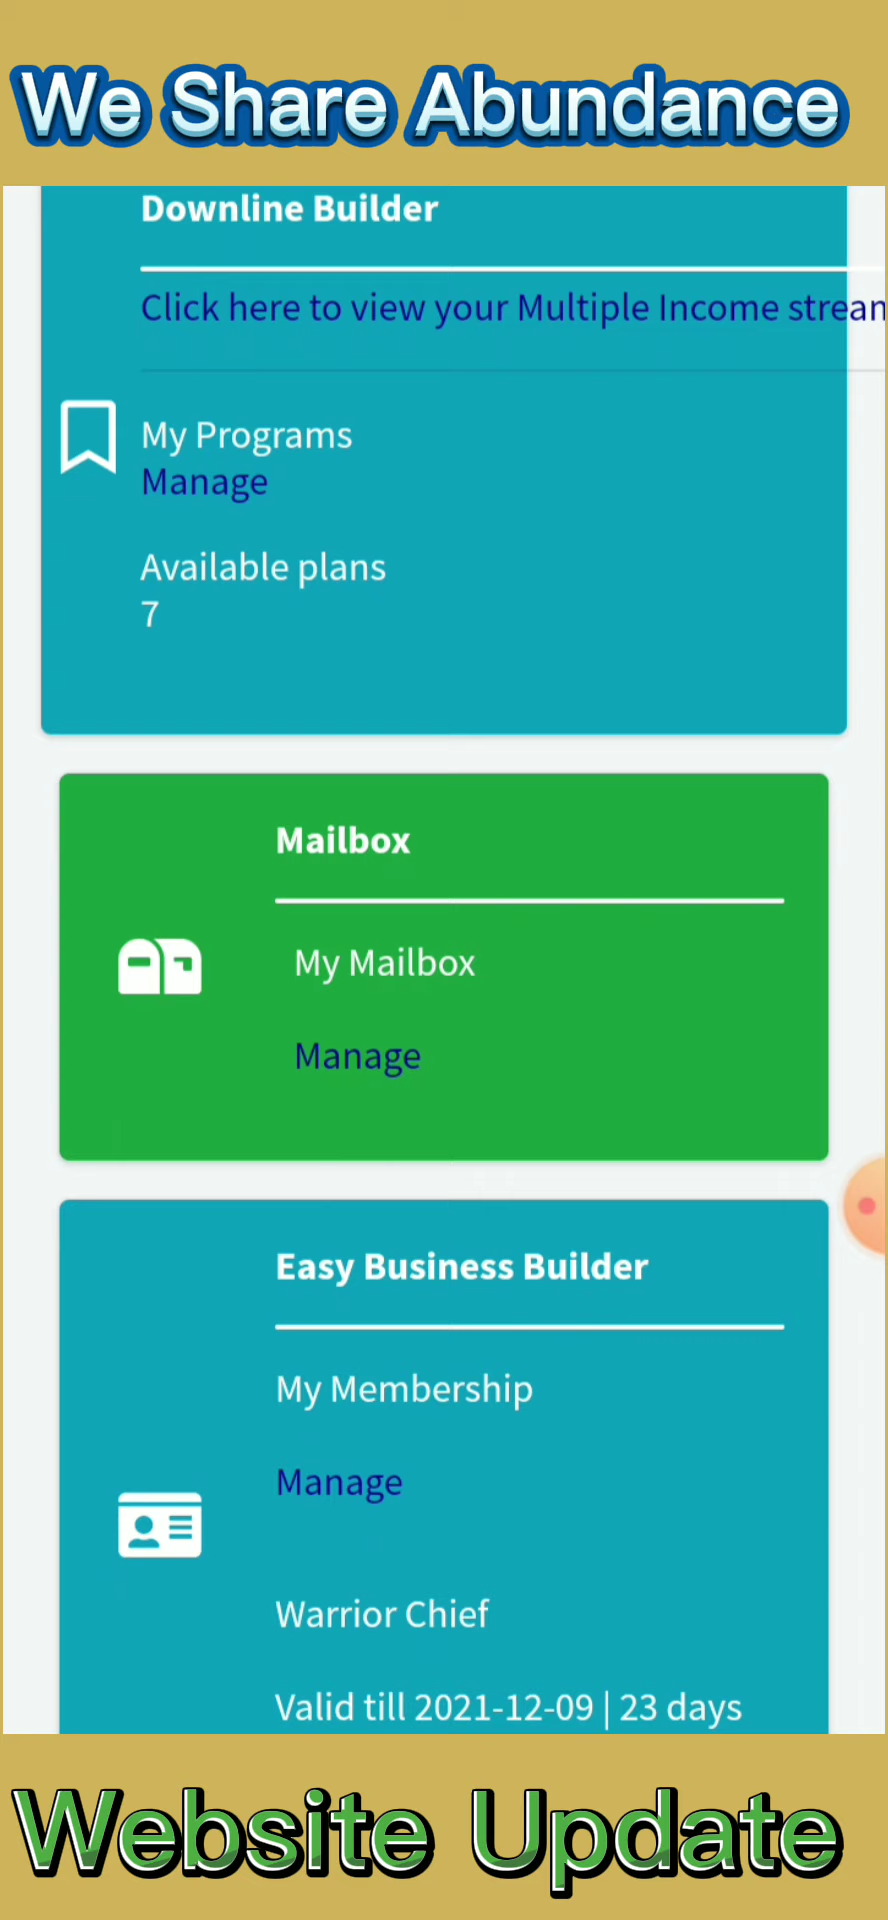 We Share Abundance
Downline Builder
Click here to view your Multiple Income
My Programs
Manage
Available plans
7
Mailbox
My Mailbox
Manage
Easy Business Builder
My Membership
Manage
Warrior Chief
Valid till 2021-12-09 | 23 days
Website Update